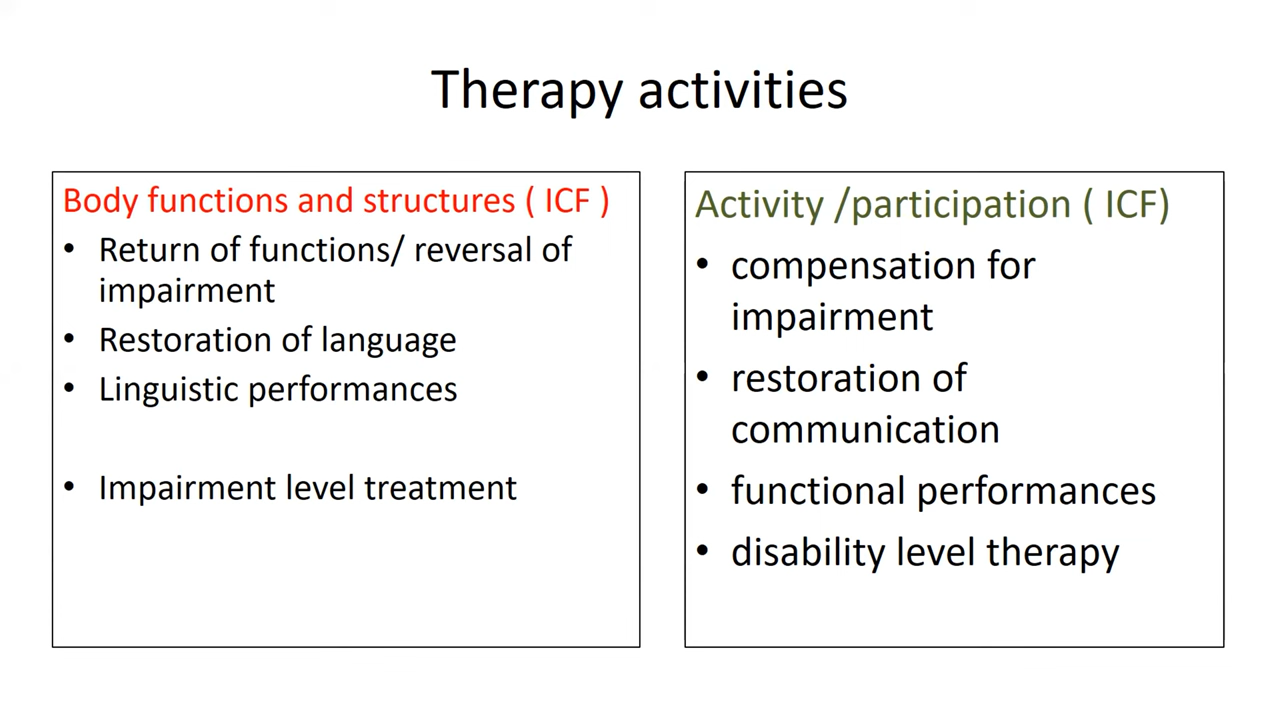 Therapy activities
Body functions and structures ( ICF )
• Return of functions/ reversal of
impairment
• Restoration of language
• Linguistic performances
• Impairment level treatment
Activity /participation ( ICF)
• compensation for
impairment
• restoration of
communication
• functional performances
• disability level therapy